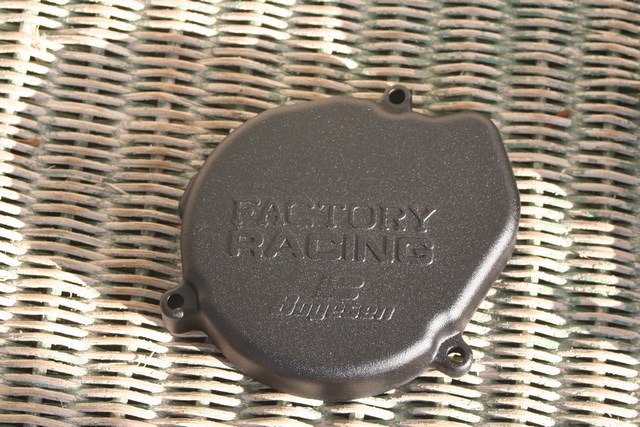 FACTORY
RACING
Boyesen